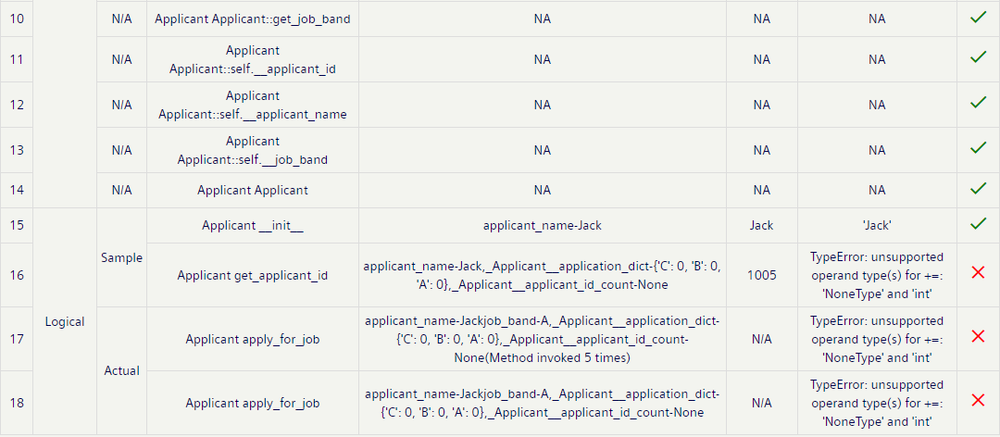 10 N/A Applicant Applicant::get_job_band NA NA NA
11 N/A Applicant Applicant::self.__applicant_id NA NA NA
12 N/A Applicant Applicant::self.__applicant_name NA NA NA
13 N/A Applicant Applicant::self.__job_band NA NA NA
14 N/A Applicant Applicant NA NA NA
Logical
Sample
15 Applicant __init__ applicant_name-Jack Jack 'Jack'
16 Applicant get_applicant_id applicant_name-Jack,_Applicant__application_dict-{'C': 0, 'B': 0, 'A': 0},_Applicant__applicant_id_count-None 1005 TypeError: unsupported operand type(s) for +=: 'NoneType' and 'int'
Actual
17 Applicant apply_for_job applicant_name-Jackjob_band-A,_Applicant__application_dict-{'C': 0, 'B': 0, 'A': 0},_Applicant__applicant_id_count-None(Method invoked 5 times) N/A TypeError: unsupported operand type(s) for +=: 'NoneType' and 'int'
18 Applicant apply_for_job applicant_name-Jackjob_band-A,_Applicant__application_dict-{'C': 0, 'B': 0, 'A': 0},_Applicant__applicant_id_count-None N/A TypeError: unsupported operand type(s) for +=: 'NoneType' and 'int'